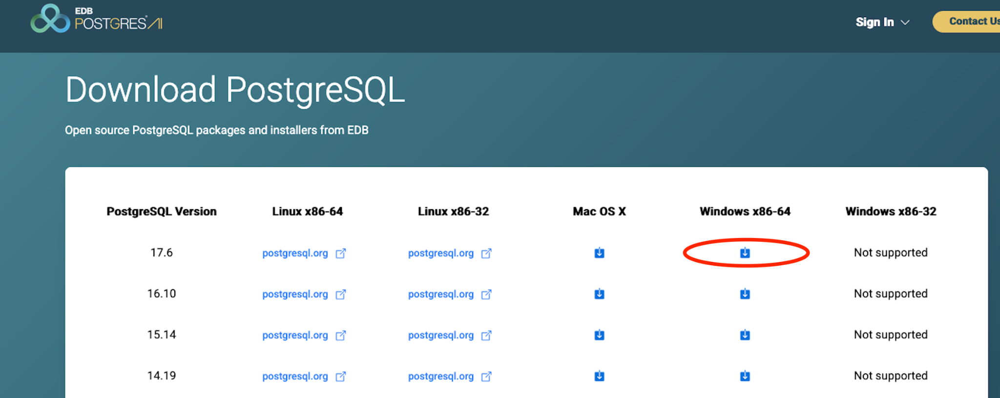 EDB
POSTGRES® AI
Sign In
Contact Us
Download PostgreSQL
Open source PostgreSQL packages and installers from EDB
PostgreSQL Version Linux x86-64 Linux x86-32 Mac OS X Windows x86-64 Windows x86-32
17.6 postgresql.org postgresql.org Not supported
16.10 postgresql.org postgresql.org Not supported
15.14 postgresql.org postgresql.org Not supported
14.19 postgresql.org postgresql.org Not supported